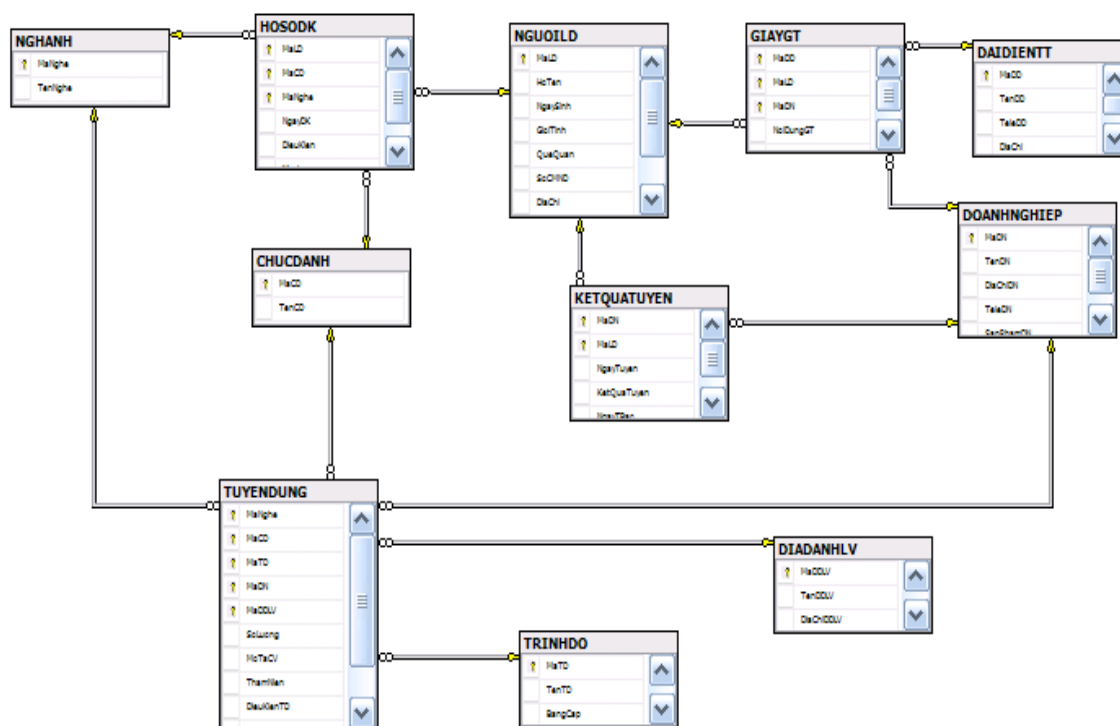 NGHANH
MaNghe
TenNghe
HOSODK
MaLD
MaCD
MaNghe
NgayDK
DieuKien
NGUOILD
MaLD
HoTen
NgaySinh
GioiTinh
QueQuan
SoCMND
DiaChi
GIAYGT
MaDD
MaLD
MaDN
NoiDungGT
DAIDIENTT
MaDD
TenDD
TeleDD
DiaChi
CHUCDANH
MaCD
TenCD
KETQUATUYEN
MaDN
MaLD
NgayTuyen
KetQuaTuyen
DOANHNGHIEP
MaDN
TenDN
DiaChiDN
TeleDN
SanPhamDN
TUYENDUNG
MaNghe
MaCD
MaTD
MaDN
MaDDLV
SoLuong
MoTaCV
ThamNien
DieuKienTD
DIADANHLV
MaDDLV
TenDDLV
DiaChiDDLV
TRINHDO
MaTD
TenTD
BangCap